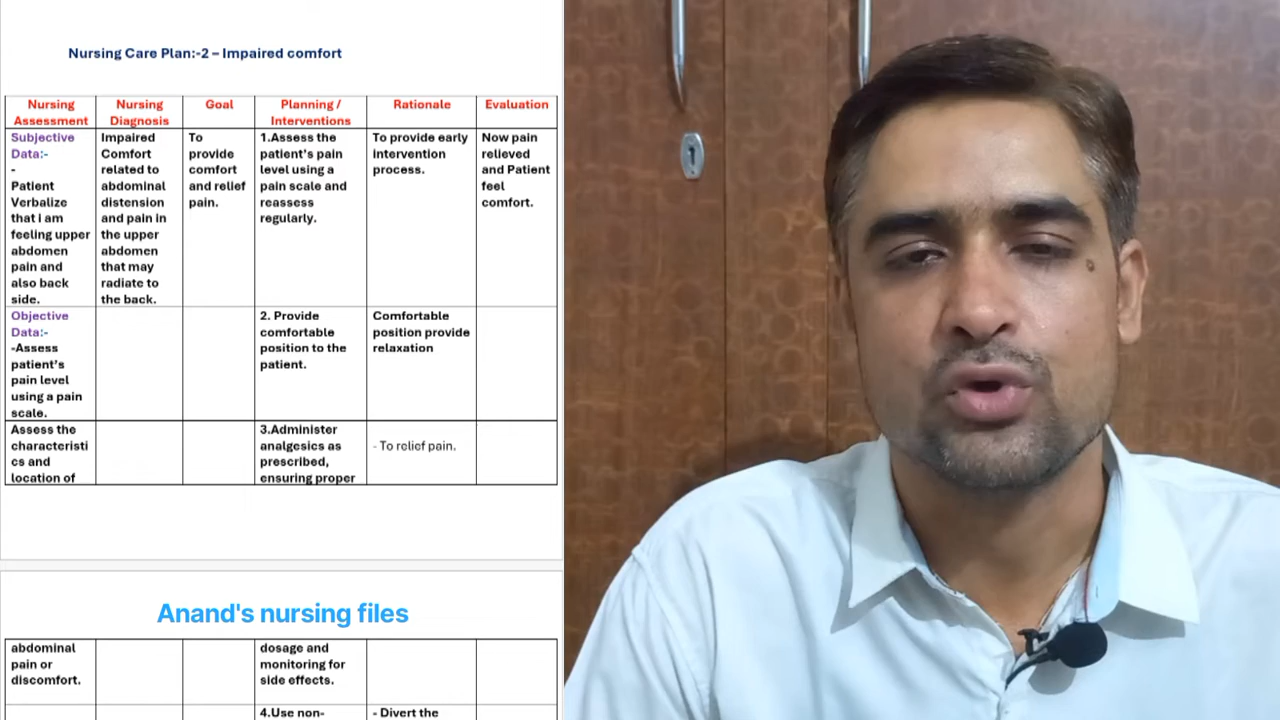 Nursing Care Plan:-2 – Impaired comfort
Nursing
Assessment
Nursing
Diagnosis
Goal
Planning /
Interventions
Rationale
Evaluation
Subjective
Data:-
-
Patient
Verbalize
that i am
feeling upper
abdomen
pain and
also back
side.
Impaired
Comfort
related to
abdominal
distension
and pain in
the upper
abdomen
that may
radiate to
the back.
To
provide
comfort
and relief
pain.
1.Assess the
patient's pain
level using a
pain scale and
reassess
regularly.
To provide early
intervention
process.
Now pain
relieved
and Patient
feel
comfort.
Objective
Data:-
-Assess
patient's
pain level
using a pain
scale.
2. Provide
comfortable
position to the
patient.
Comfortable
position provide
relaxation
Assess the
characteristi
cs and
location of
3.Administer
analgesics as
prescribed,
ensuring proper
- To relief pain.
Anand's nursing files
abdominal
pain or
discomfort.
dosage and
monitoring for
side effects.
4.Use non-
- Divert the
1